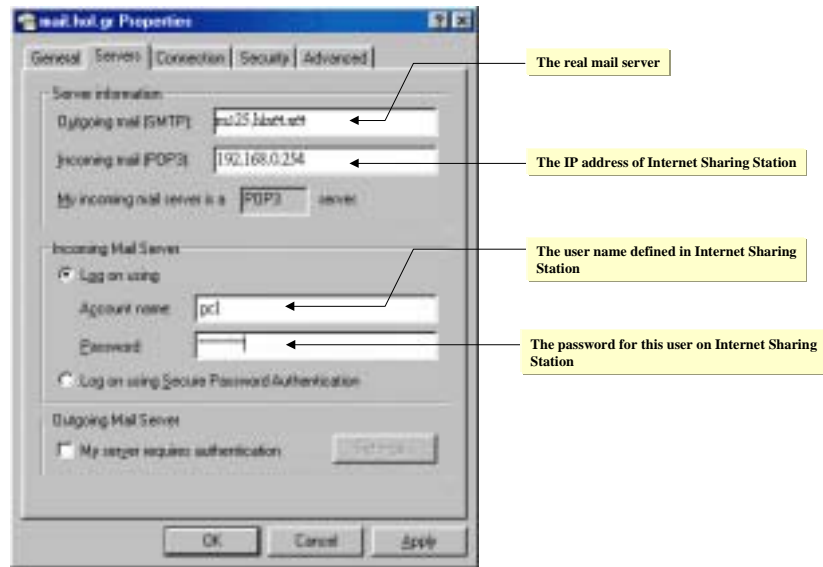 mail.hol.gr Properties
General Servers Connection Security Advanced
Server information
Outgoing mail (SMTP):
The real mail server
Incoming mail (POP3): 192.168.0.254
The IP address of Internet Sharing Station
My incoming mail server is a POP3 server.
Incoming Mail Server
Log on using
The user name defined in Internet Sharing
Station
Account name: pc1
Password:
The password for this user on Internet Sharing
Station
Log on using Secure Password Authentication
Outgoing Mail Server
My server requires authentication
OK Cancel Apply